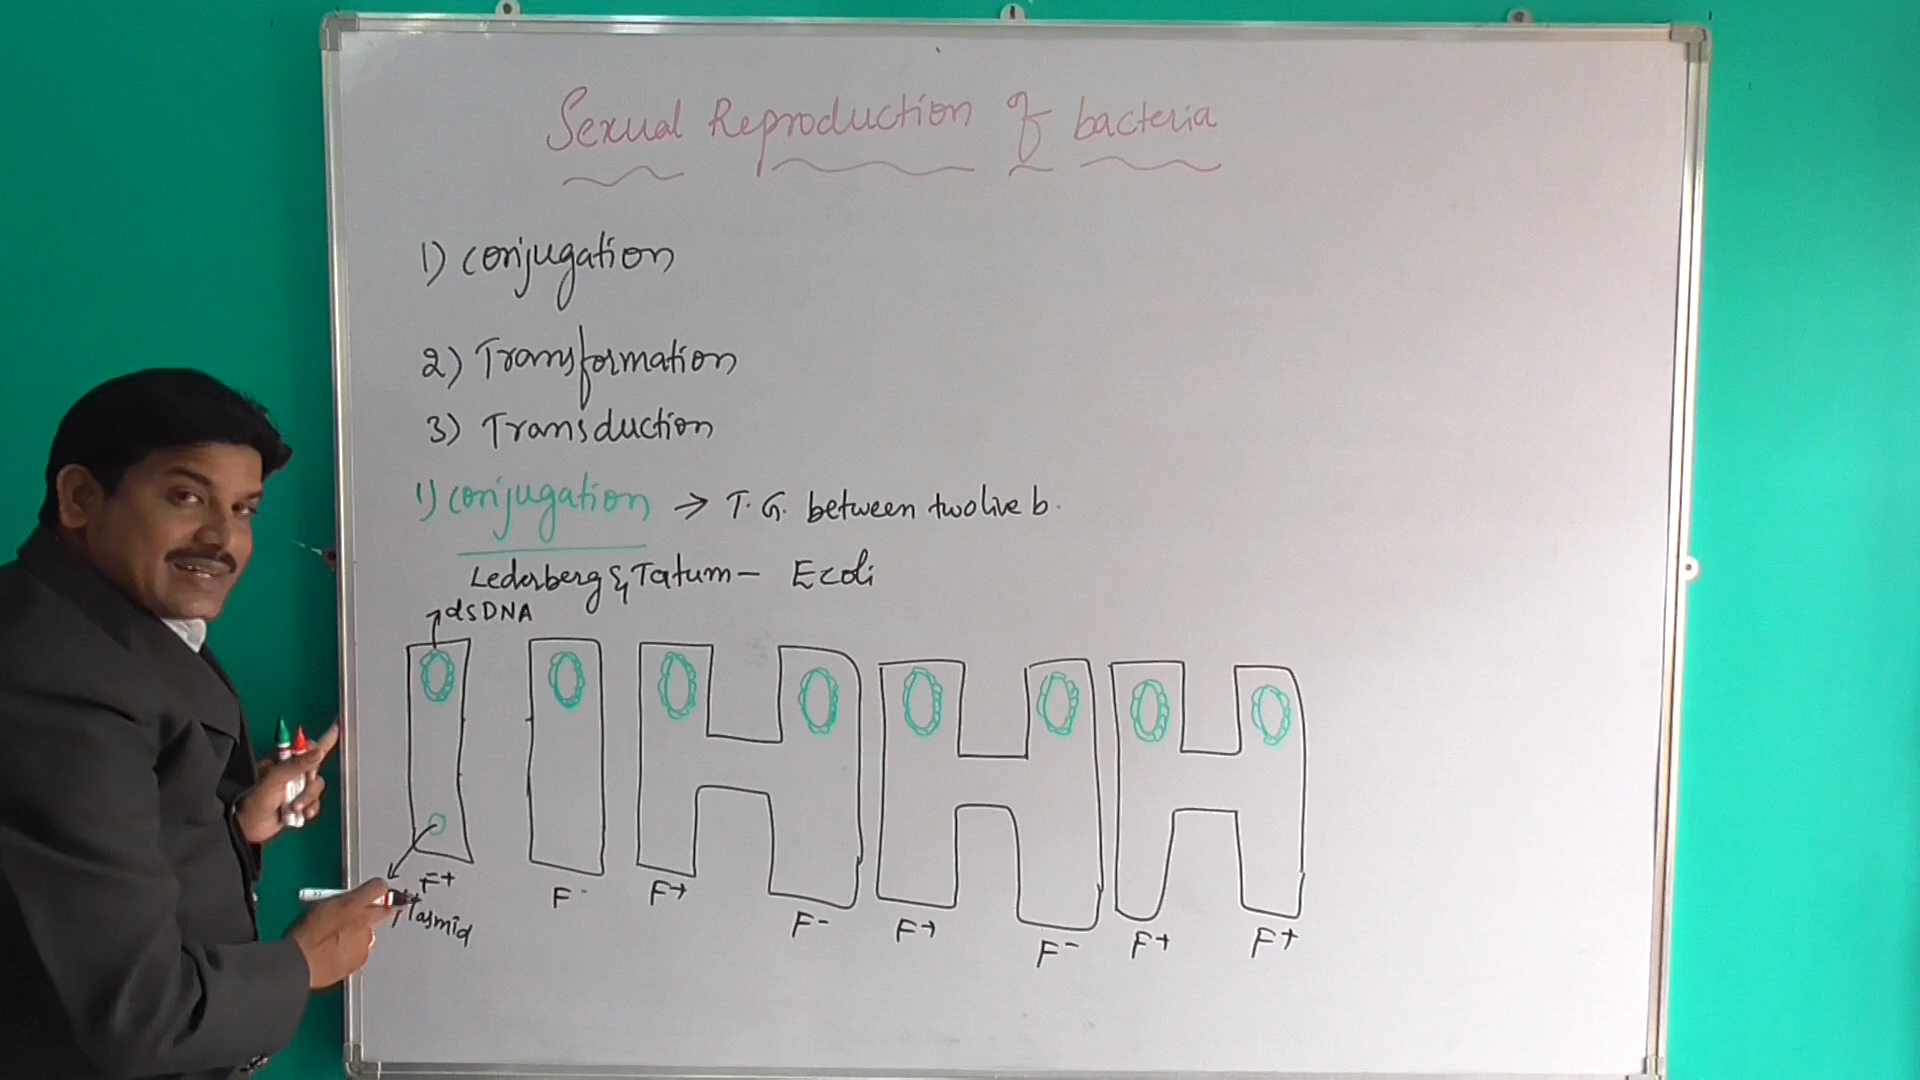 Sexual Reproduction of bacteria
1) conjugation
2) Transformation
3) Transduction
1) conjugation → T.G. between two live b.
Lederberg & Tatum - Ecoli
dsDNA
F+ F- F+ F- F+ F- F+ F+
Plasmid